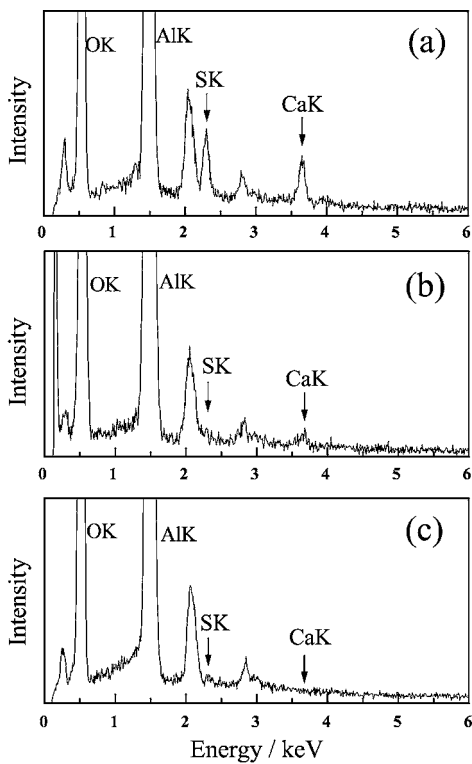 OK
AlK
(a)
SK
CaK
Intensity
0 1 2 3 4 5 6
OK
AlK
(b)
SK
CaK
Intensity
0 1 2 3 4 5 6
OK
AlK
(c)
SK
CaK
Intensity
0 1 2 3 4 5 6
Energy / keV